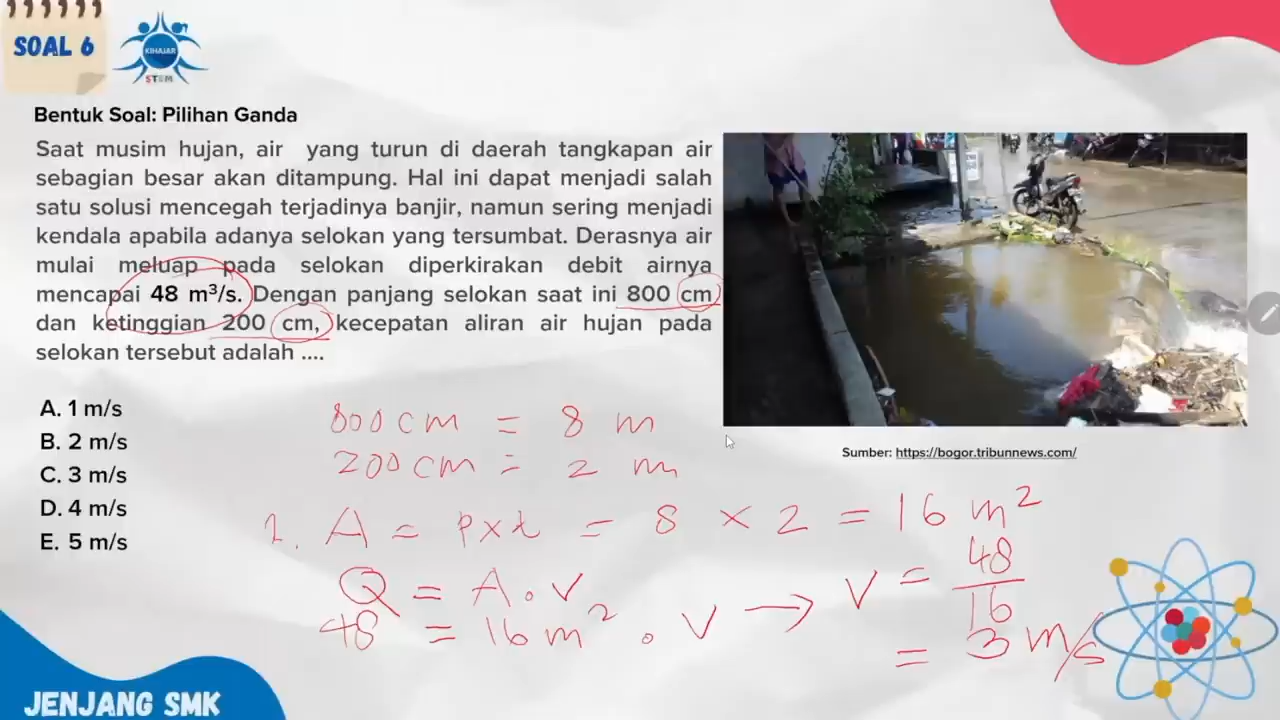 SOAL 6
KIHAJAR
STEM
Bentuk Soal: Pilihan Ganda
Saat musim hujan, air yang turun di daerah tangkapan air
sebagian besar akan ditampung. Hal ini dapat menjadi salah
satu solusi mencegah terjadinya banjir, namun sering menjadi
kendala apabila adanya selokan yang tersumbat. Derasnya air
mulai meluap pada selokan diperkirakan debit airnya
mencapai 48 m³/s. Dengan panjang selokan saat ini 800 cm
dan ketinggian 200 cm, kecepatan aliran air hujan pada
selokan tersebut adalah ....
A. 1 m/s
B. 2 m/s
C. 3 m/s
D. 4 m/s
E. 5 m/s
Sumber: https://bogor.tribunnews.com/
800 cm = 8 m
200 cm = 2 m
1. A = p x t = 8 x 2 = 16 m²
Q = A . v
48 = 16 m² . v → v = 48/16
= 3 m/s
JENJANG SMK